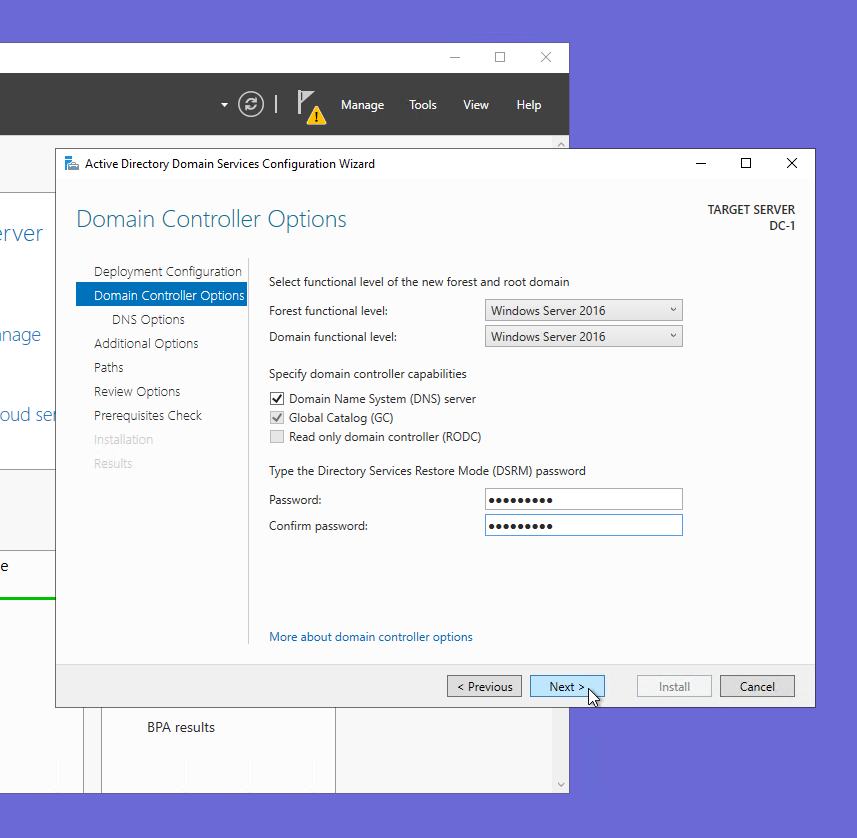 Manage Tools View Help
Active Directory Domain Services Configuration Wizard
Domain Controller Options
TARGET SERVER
DC-1
Deployment Configuration
Domain Controller Options
DNS Options
Additional Options
Paths
Review Options
Prerequisites Check
Installation
Results
Select functional level of the new forest and root domain
Forest functional level: Windows Server 2016
Domain functional level: Windows Server 2016
Specify domain controller capabilities
Domain Name System (DNS) server
Global Catalog (GC)
Read only domain controller (RODC)
Type the Directory Services Restore Mode (DSRM) password
Password: ●●●●●●●●●
Confirm password: ●●●●●●●●●
More about domain controller options
< Previous Next > Install Cancel
BPA results